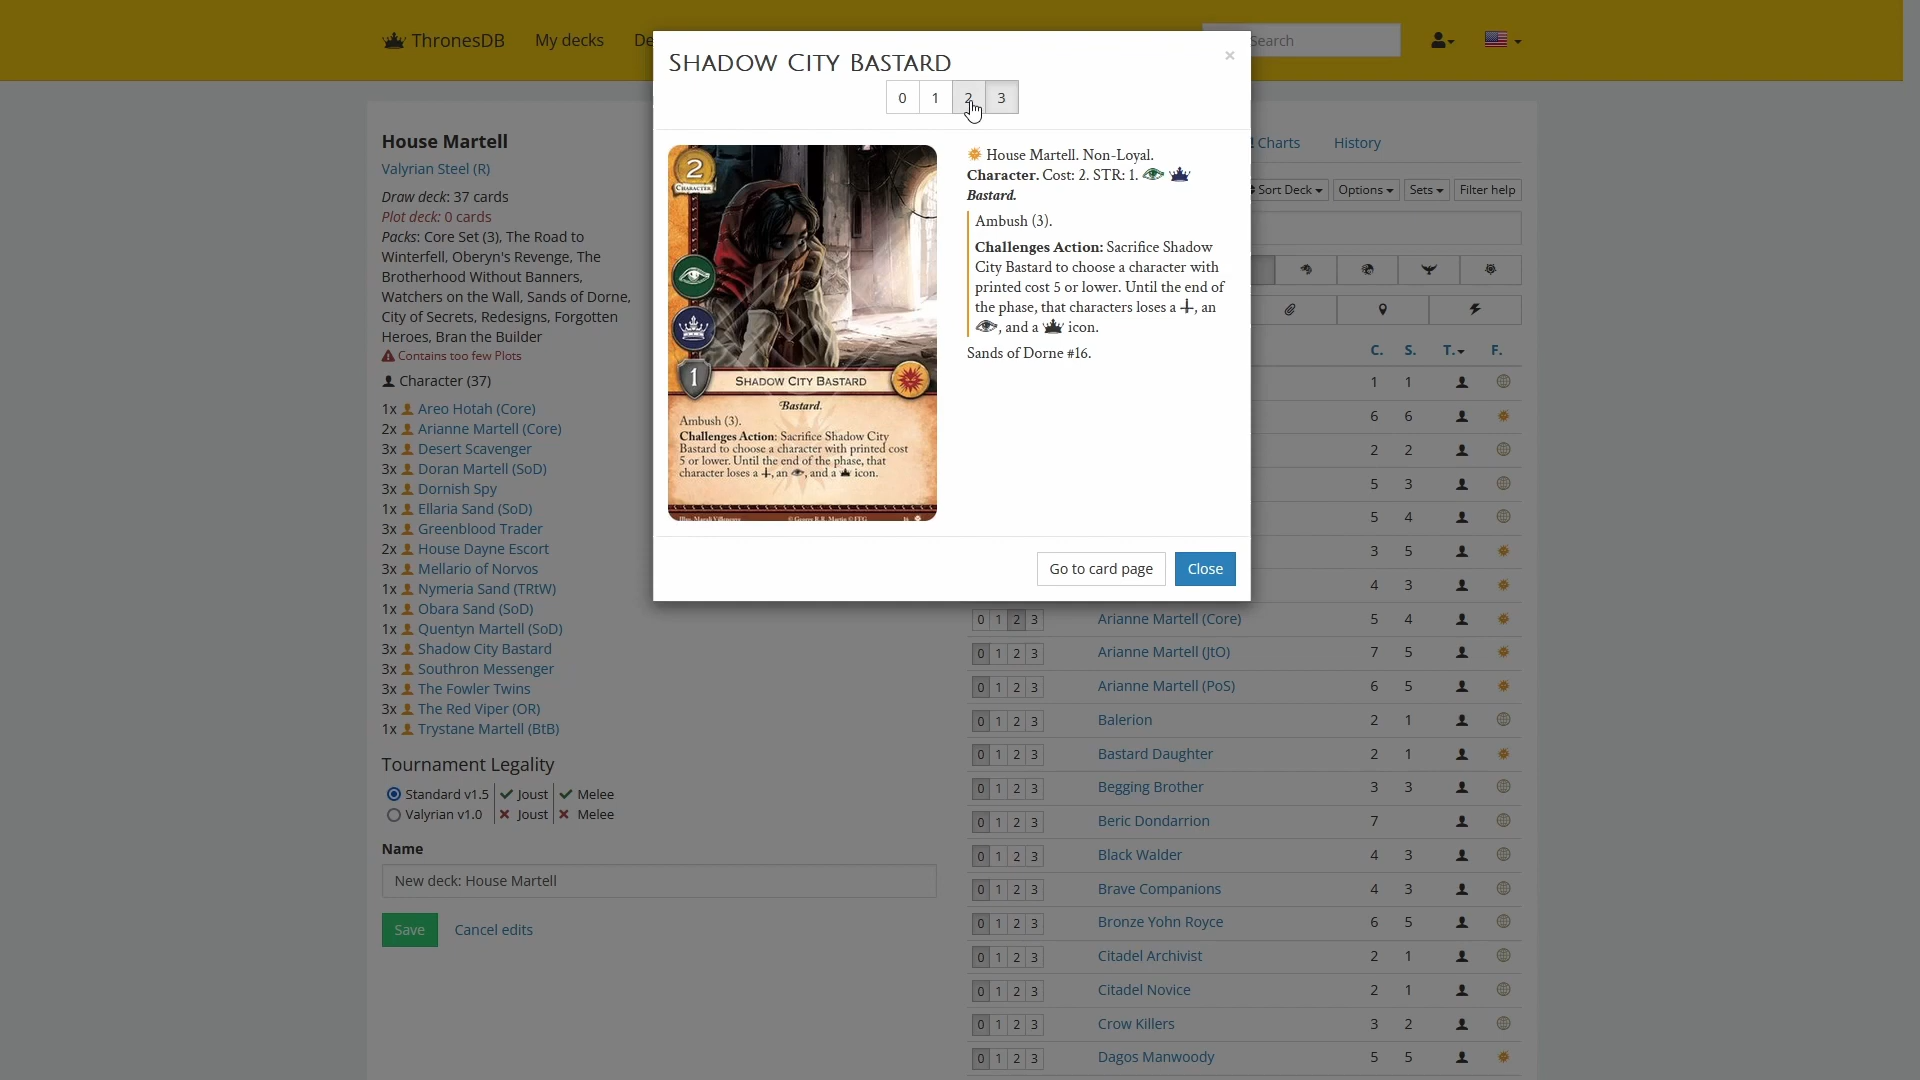 ThronesDB My decks De
Search
SHADOW CITY BASTARD
×
0 1 2 3
House Martell
Valyrian Steel (R)
Draw deck: 37 cards
Plot deck: 0 cards
Packs: Core Set (3), The Road to
Winterfell, Oberyn's Revenge, The
Brotherhood Without Banners,
Watchers on the Wall, Sands of Dorne,
City of Secrets, Redesigns, Forgotten
Heroes, Bran the Builder
Contains too few Plots
Character (37)
1x Areo Hotah (Core)
2x Arianne Martell (Core)
3x Desert Scavenger
3x Doran Martell (SoD)
3x Dornish Spy
1x Ellaria Sand (SoD)
3x Greenblood Trader
2x House Dayne Escort
3x Mellario of Norvos
1x Nymeria Sand (TRtW)
1x Obara Sand (SoD)
1x Quentyn Martell (SoD)
3x Shadow City Bastard
3x Southron Messenger
3x The Fowler Twins
3x The Red Viper (OR)
1x Trystane Martell (BtB)
Tournament Legality
Standard v1.5 Joust Melee
Valyrian v1.0 Joust Melee
Name
New deck: House Martell
Save Cancel edits
2
CHARACTER
1
SHADOW CITY BASTARD
Bastard.
Ambush (3).
Challenges Action: Sacrifice Shadow City
Bastard to choose a character with printed cost
5 or lower. Until the end of the phase, that
character loses a , an , and a icon.
© George R.R. Martin © FFG 16
House Martell. Non-Loyal.
Character. Cost: 2. STR: 1.
Bastard.
Ambush (3).
Challenges Action: Sacrifice Shadow
City Bastard to choose a character with
printed cost 5 or lower. Until the end of
the phase, that characters loses a , an
, and a icon.
Sands of Dorne #16.
Go to card page Close
Charts History
Sort Deck Options Sets Filter help
C. S. T. F.
1 1
6 6
2 2
5 3
5 4
3 5
4 3
0 1 2 3 Arianne Martell (Core) 5 4
0 1 2 3 Arianne Martell (JtO) 7 5
0 1 2 3 Arianne Martell (PoS) 6 5
0 1 2 3 Balerion 2 1
0 1 2 3 Bastard Daughter 2 1
0 1 2 3 Begging Brother 3 3
0 1 2 3 Beric Dondarrion 7
0 1 2 3 Black Walder 4 3
0 1 2 3 Brave Companions 4 3
0 1 2 3 Bronze Yohn Royce 6 5
0 1 2 3 Citadel Archivist 2 1
0 1 2 3 Citadel Novice 2 1
0 1 2 3 Crow Killers 3 2
0 1 2 3 Dagos Manwoody 5 5